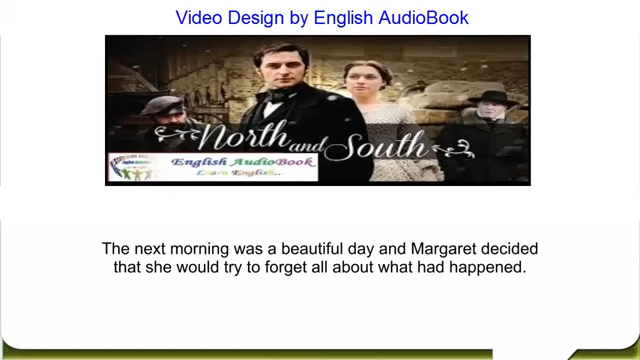 Video Design by English AudioBook
North and South
English AudioBook
Learn English...
The next morning was a beautiful day and Margaret decided
that she would try to forget all about what had happened.